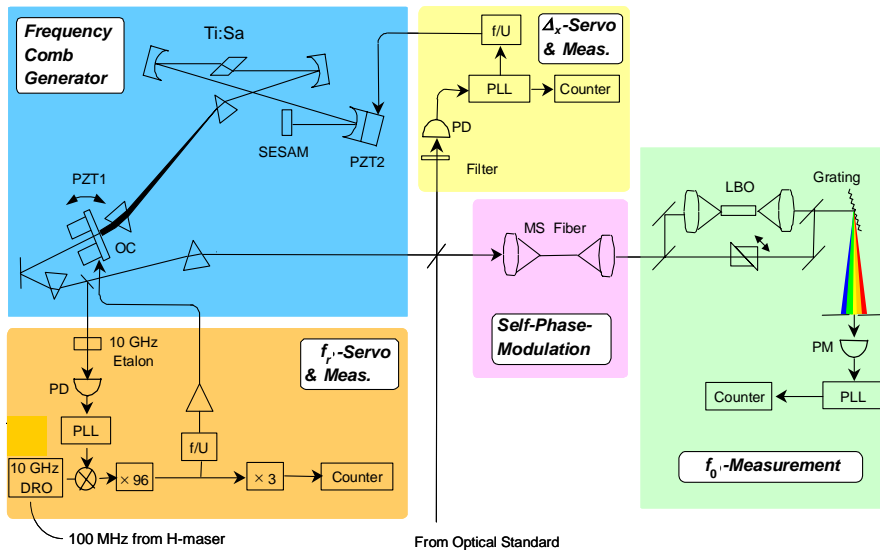 Frequency
Comb
Generator
Ti:Sa
SESAM
PZT2
PZT1
OC
f/U
Δx-Servo
& Meas.
PLL
Counter
PD
Filter
MS Fiber
Self-Phase-
Modulation
LBO
Grating
PM
Counter
PLL
f0'-Measurement
10 GHz
Etalon
fr'-Servo
& Meas.
PD
PLL
f/U
10 GHz
DRO
× 96
× 3
Counter
100 MHz from H-maser
From Optical Standard